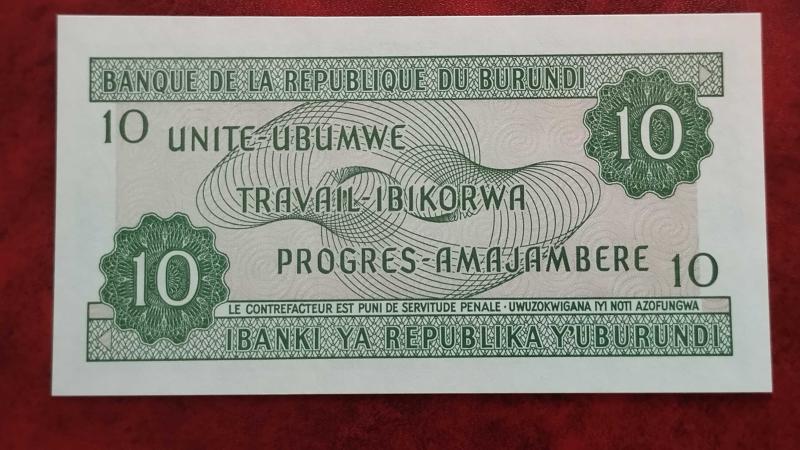 BANQUE DE LA REPUBLIQUE DU BURUNDI
10
10
UNITE-UBUMWE
TRAVAIL-IBIKORWA
PROGRES-AMAJAMBERE
10
10
LE CONTREFACTEUR EST PUNI DE SERVITUDE PENALE · UWUZOKWIGANA IYI NOTI AZOFUNGWA
IBANKI YA REPUBLIKA Y'UBURUNDI